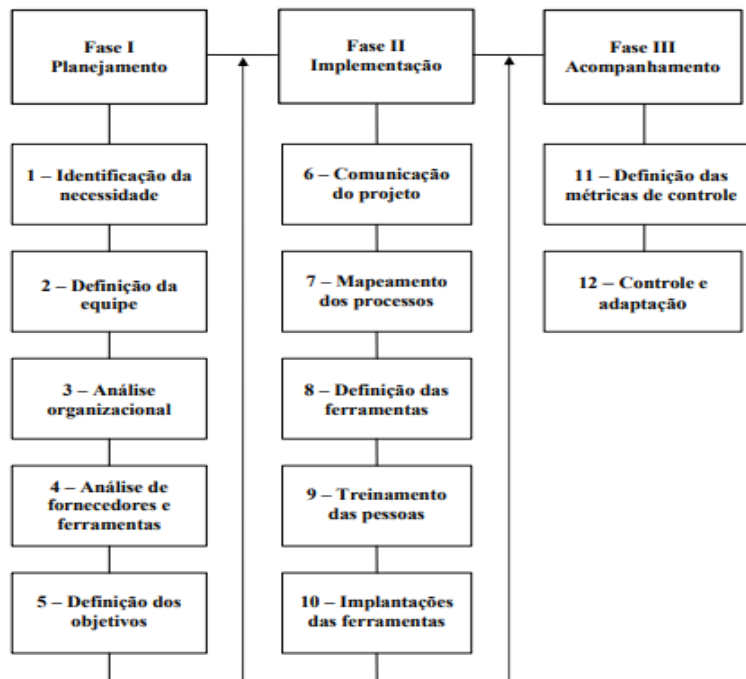 Fase I
Planejamento
1 – Identificação da
necessidade
2 – Definição da
equipe
3 – Análise
organizacional
4 – Análise de
fornecedores e
ferramentas
5 – Definição dos
objetivos
Fase II
Implementação
6 – Comunicação
do projeto
7 – Mapeamento
dos processos
8 – Definição das
ferramentas
9 – Treinamento
das pessoas
10 – Implantações
das ferramentas
Fase III
Acompanhamento
11 – Definição das
métricas de controle
12 – Controle e
adaptação